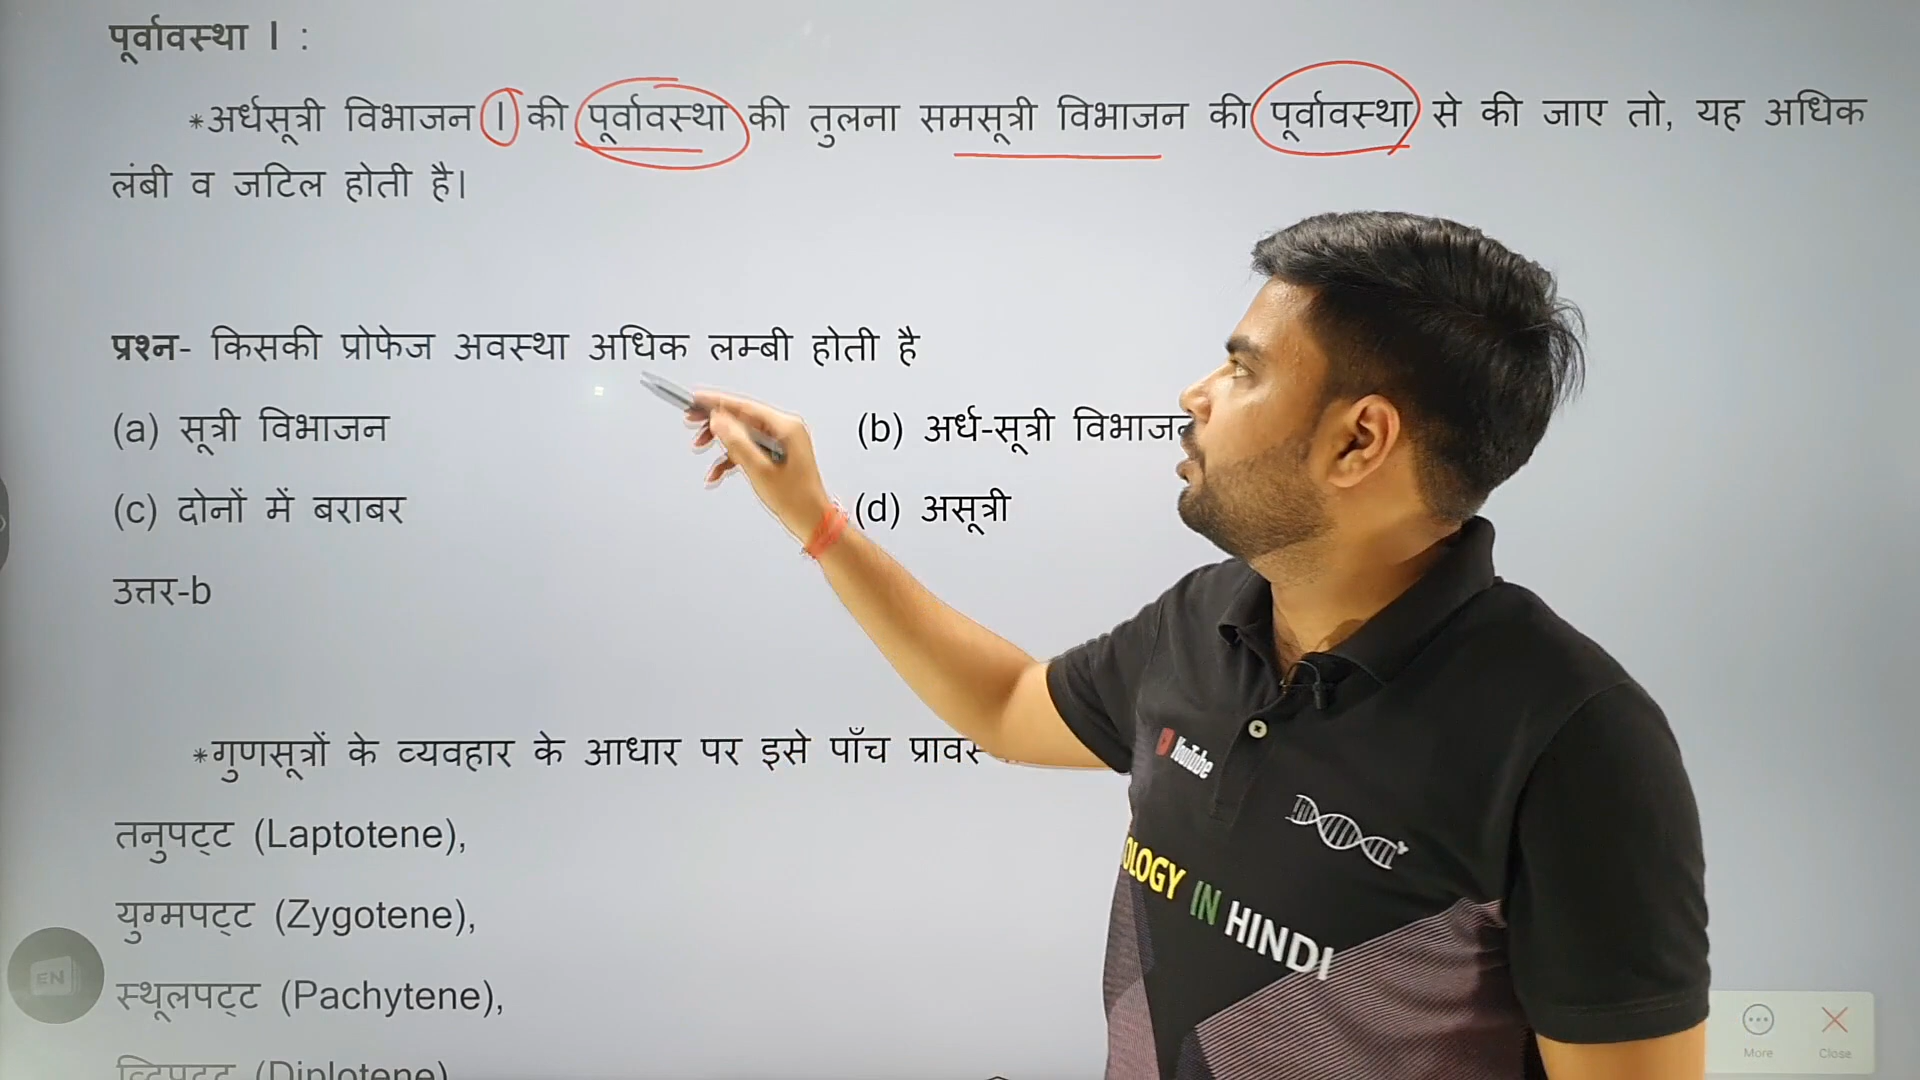 पूर्वावस्था I :
*अर्धसूत्री विभाजन I की पूर्वावस्था की तुलना समसूत्री विभाजन की पूर्वावस्था से की जाए तो, यह अधिक
लंबी व जटिल होती है।
प्रश्न- किसकी प्रोफेज अवस्था अधिक लम्बी होती है
(a) सूत्री विभाजन
(b) अर्ध-सूत्री विभाजन
(c) दोनों में बराबर
(d) असूत्री
उत्तर-b
*गुणसूत्रों के व्यवहार के आधार पर इसे पाँच
तनुपट्ट (Laptotene),
युग्मपट्ट (Zygotene),
स्थूलपट्ट (Pachytene),
(Diplotene)
YouTube
OLOGY IN HINDI
EN
More
Close